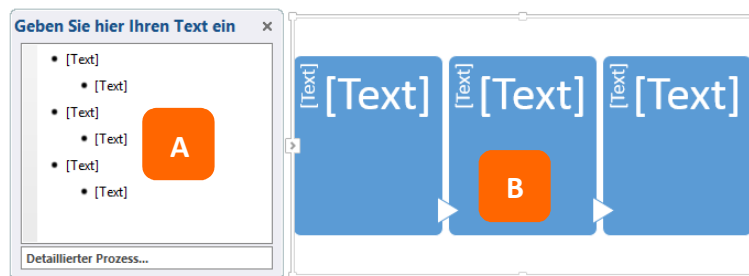 Geben Sie hier Ihren Text ein
[Text]
[Text]
[Text]
[Text]
[Text]
[Text]
A
Detaillierter Prozess...
[Text]
[Text]
[Text]
[Text]
B
[Text]
[Text]